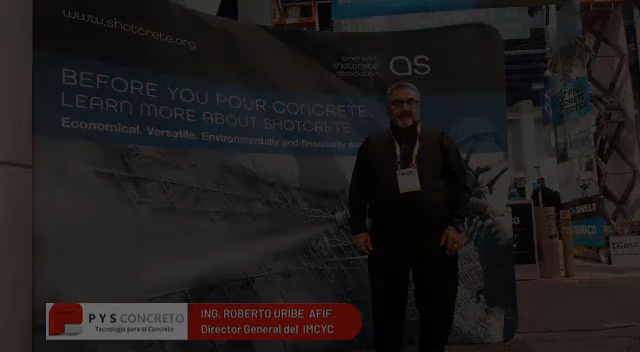 www.shotcrete.org
american
shotcrete
association
as
BEFORE YOU POUR CONCRETE,
LEARN MORE ABOUT SHOTCRETE
Economical. Versatile. Environmentally and financially
PYS CONCRETO
Tecnología para el Concreto
ING. ROBERTO URIBE AFIF
Director General del IMCYC